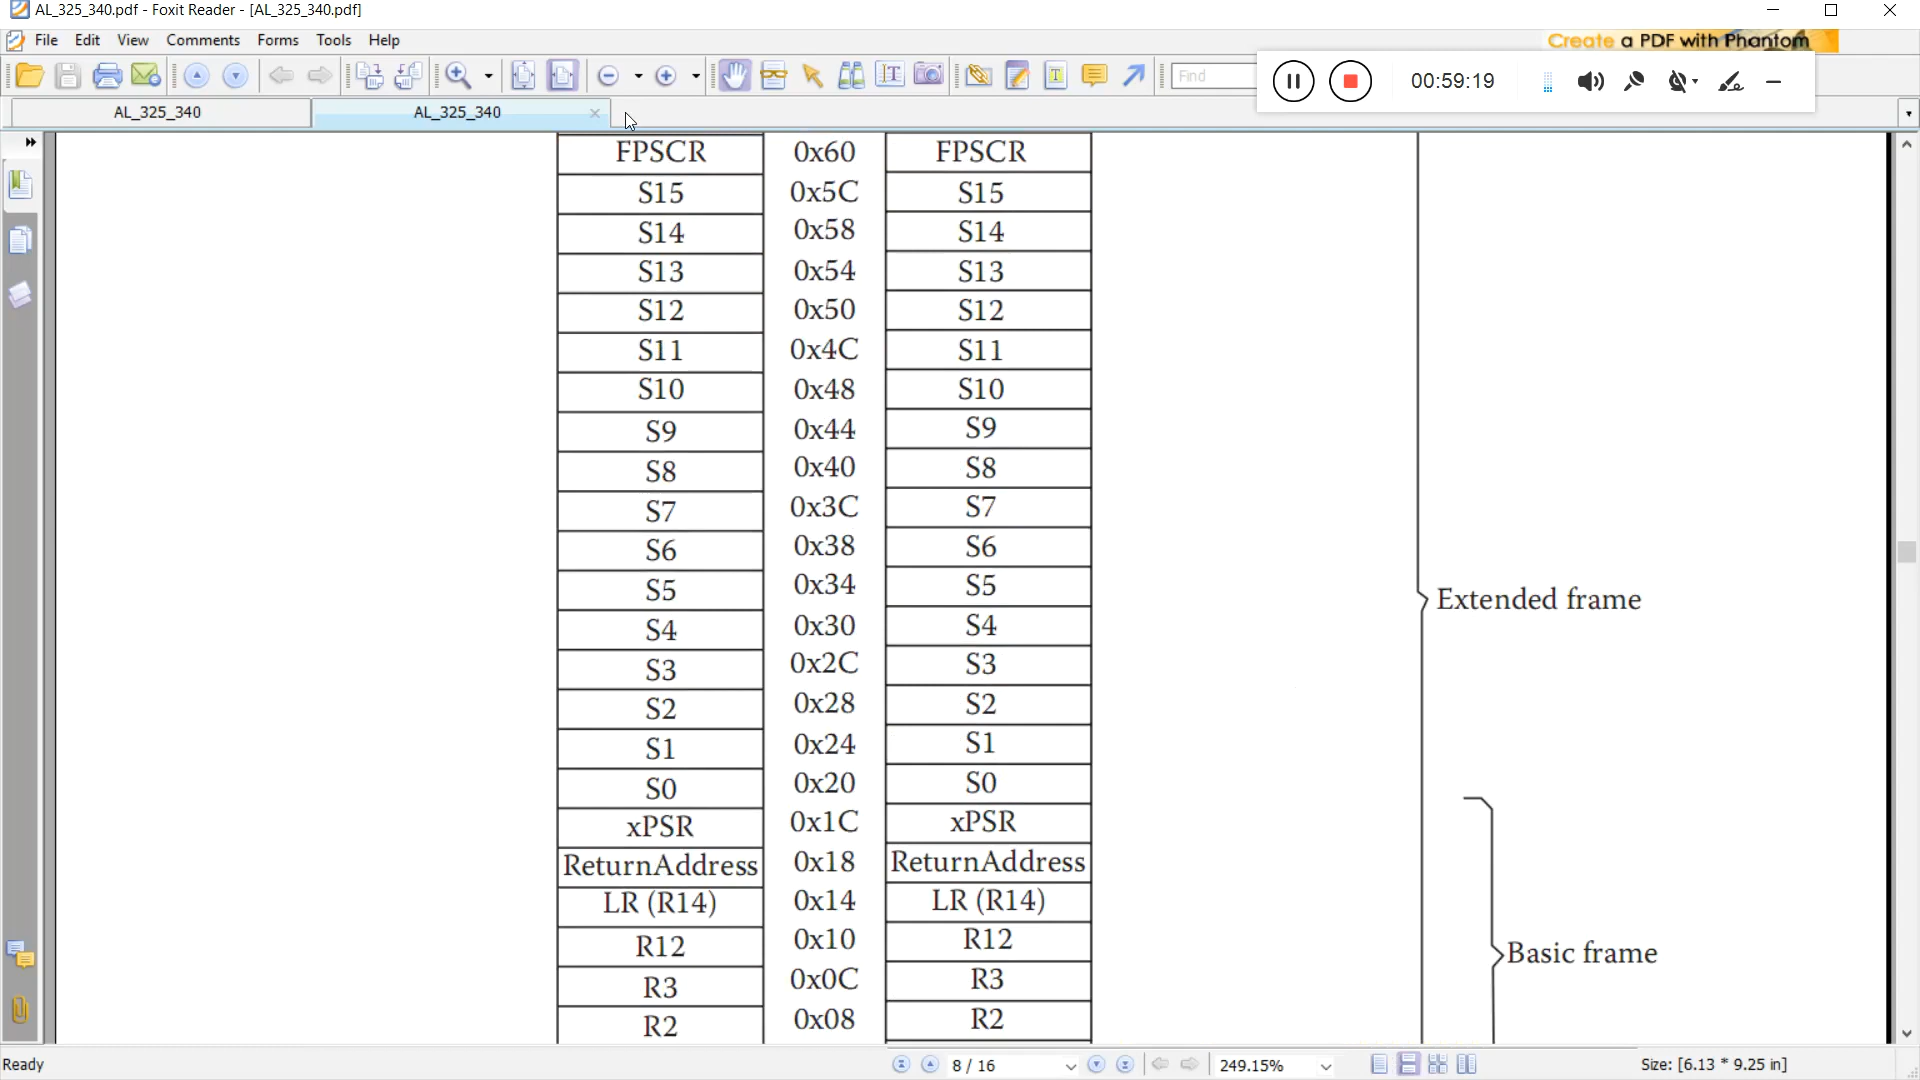 AL_325_340.pdf - Foxit Reader - [AL_325_340.pdf]
File Edit View Comments Forms Tools Help
Create a PDF with Phantom
Find
00:59:19
AL_325_340 AL_325_340
FPSCR 0x60 FPSCR
S15 0x5C S15
S14 0x58 S14
S13 0x54 S13
S12 0x50 S12
S11 0x4C S11
S10 0x48 S10
S9 0x44 S9
S8 0x40 S8
S7 0x3C S7
S6 0x38 S6
S5 0x34 S5
Extended frame
S4 0x30 S4
S3 0x2C S3
S2 0x28 S2
S1 0x24 S1
S0 0x20 S0
xPSR 0x1C xPSR
ReturnAddress 0x18 ReturnAddress
LR (R14) 0x14 LR (R14)
R12 0x10 R12
Basic frame
R3 0x0C R3
R2 0x08 R2
Ready 8 / 16 249.15% Size: [6.13 * 9.25 in]